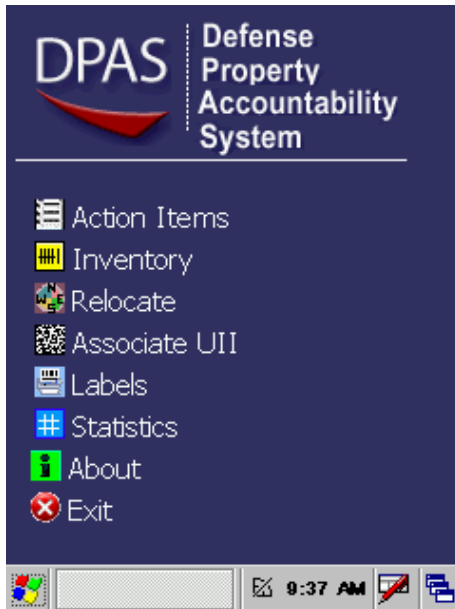 DPAS
Defense
Property
Accountability
System
Action Items
Inventory
Relocate
Associate UII
Labels
Statistics
About
Exit
9:37 AM